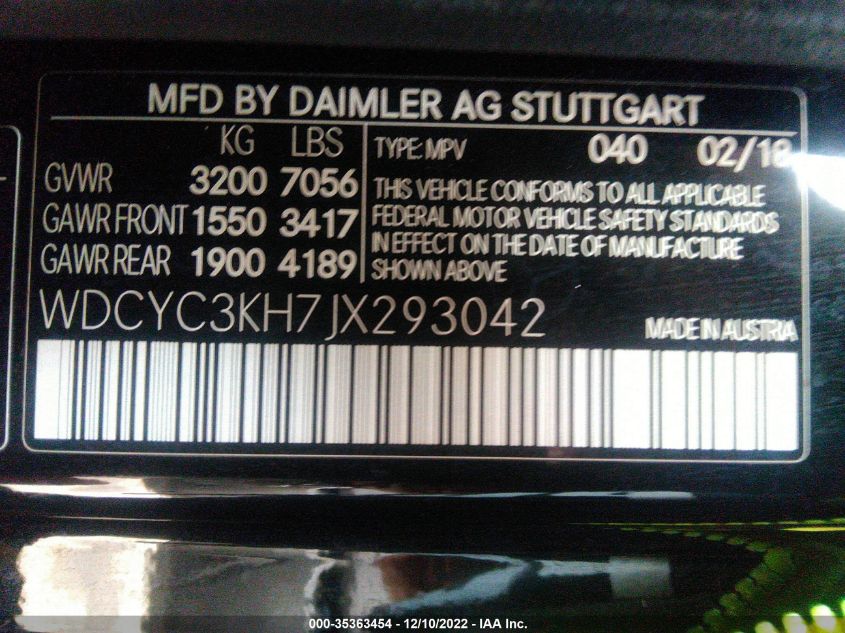 MFD BY DAIMLER AG STUTTGART
KG LBS
GVWR 3200 7056
GAWR FRONT 1550 3417
GAWR REAR 1900 4189
TYPE: MPV 040 02/18
THIS VEHICLE CONFORMS TO ALL APPLICABLE
FEDERAL MOTOR VEHICLE SAFETY STANDARDS
IN EFFECT ON THE DATE OF MANUFACTURE
SHOWN ABOVE
WDCYC3KH7JX293042
MADE IN AUSTRIA
000-35363454 - 12/10/2022 - IAA Inc.